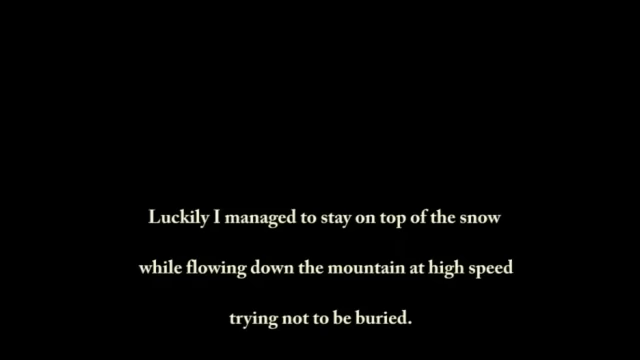 Luckily I managed to stay on top of the snow
while flowing down the mountain at high speed
trying not to be buried.